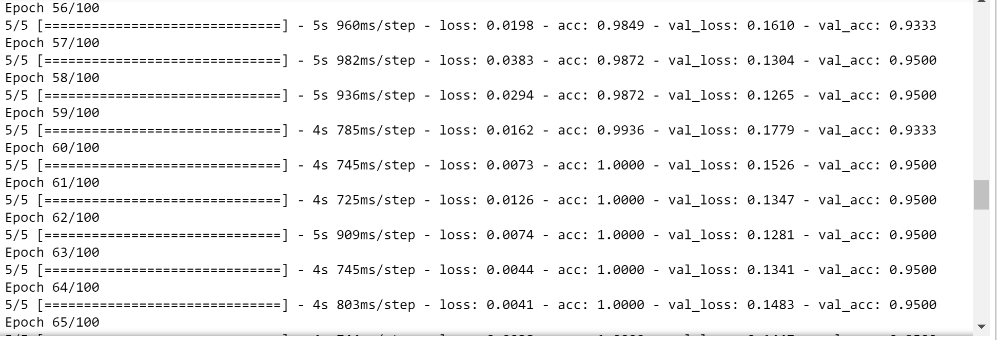 Epoch 56/100
5/5 [==============================] - 5s 960ms/step - loss: 0.0198 - acc: 0.9849 - val_loss: 0.1610 - val_acc: 0.9333
Epoch 57/100
5/5 [==============================] - 5s 982ms/step - loss: 0.0383 - acc: 0.9872 - val_loss: 0.1304 - val_acc: 0.9500
Epoch 58/100
5/5 [==============================] - 5s 936ms/step - loss: 0.0294 - acc: 0.9872 - val_loss: 0.1265 - val_acc: 0.9500
Epoch 59/100
5/5 [==============================] - 4s 785ms/step - loss: 0.0162 - acc: 0.9936 - val_loss: 0.1779 - val_acc: 0.9333
Epoch 60/100
5/5 [==============================] - 4s 745ms/step - loss: 0.0073 - acc: 1.0000 - val_loss: 0.1526 - val_acc: 0.9500
Epoch 61/100
5/5 [==============================] - 4s 725ms/step - loss: 0.0126 - acc: 1.0000 - val_loss: 0.1347 - val_acc: 0.9500
Epoch 62/100
5/5 [==============================] - 5s 909ms/step - loss: 0.0074 - acc: 1.0000 - val_loss: 0.1281 - val_acc: 0.9500
Epoch 63/100
5/5 [==============================] - 4s 745ms/step - loss: 0.0044 - acc: 1.0000 - val_loss: 0.1341 - val_acc: 0.9500
Epoch 64/100
5/5 [==============================] - 4s 803ms/step - loss: 0.0041 - acc: 1.0000 - val_loss: 0.1483 - val_acc: 0.9500
Epoch 65/100